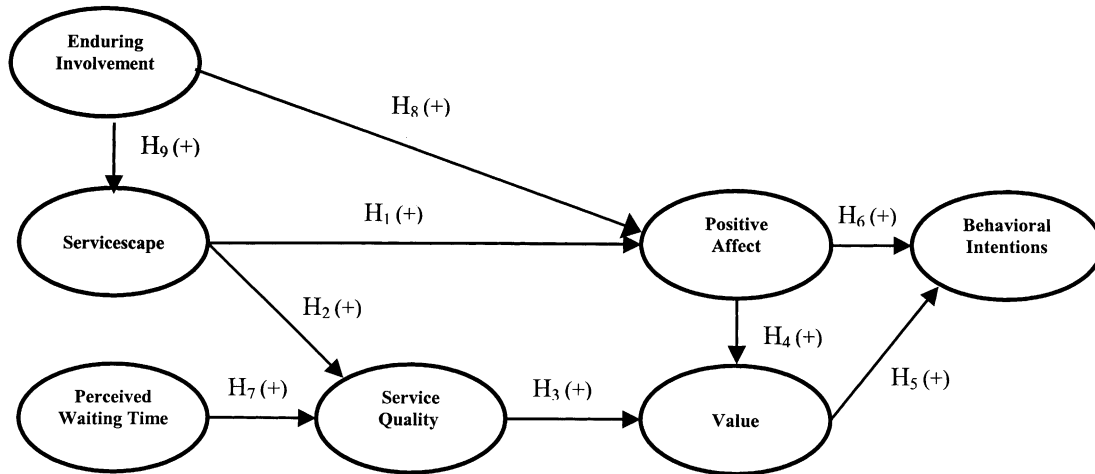 Enduring
Involvement
H₈ (+)
H₉ (+)
Servicescape
H₁ (+)
Positive
Affect
H₆ (+)
Behavioral
Intentions
H₂ (+)
H₄ (+)
Perceived
Waiting Time
H₇ (+)
Service
Quality
H₃ (+)
Value
H₅ (+)